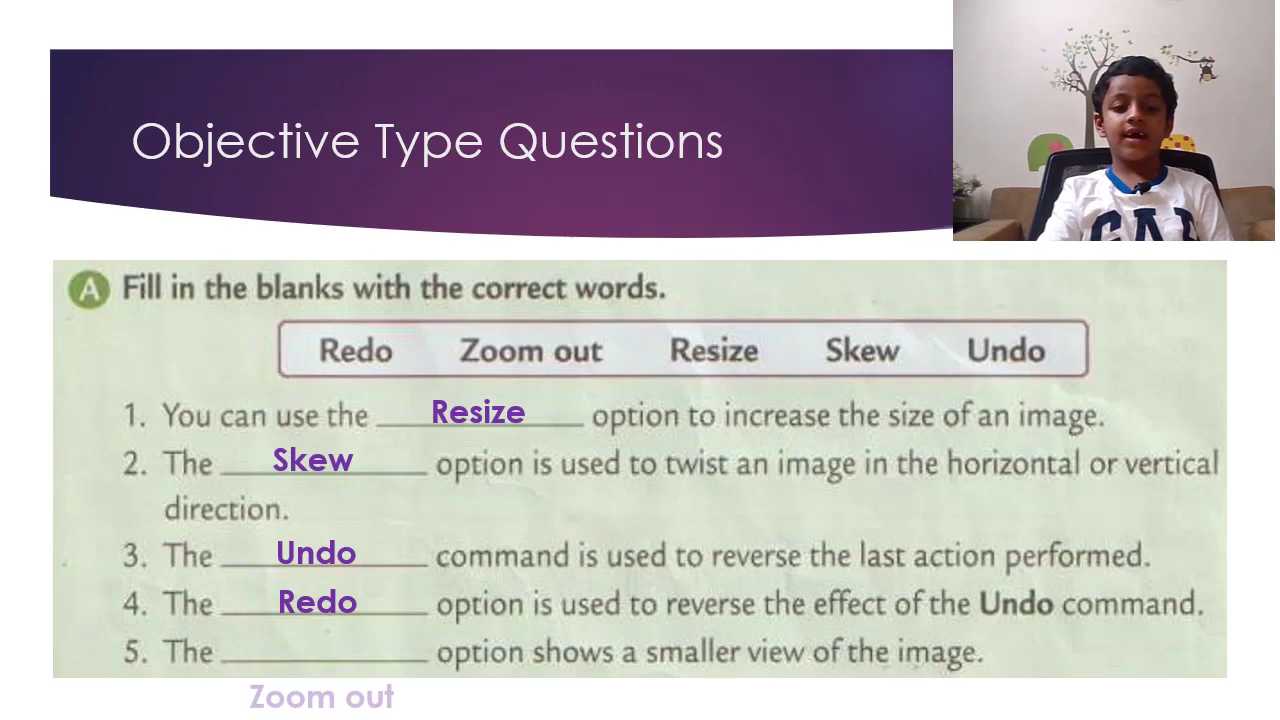 Objective Type Questions
GAP
A Fill in the blanks with the correct words.
Redo Zoom out Resize Skew Undo
1. You can use the Resize option to increase the size of an image.
2. The Skew option is used to twist an image in the horizontal or vertical
direction.
3. The Undo command is used to reverse the last action performed.
4. The Redo option is used to reverse the effect of the Undo command.
5. The ____________ option shows a smaller view of the image.
Zoom out